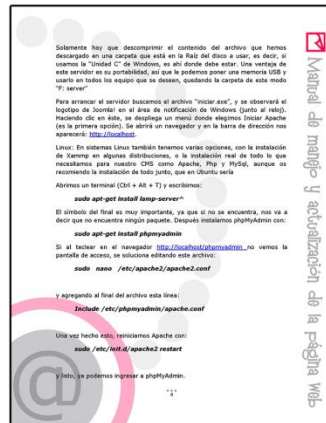 Solamente hay que descomprimir el contenido del archivo que hemos
descargado en una carpeta que está en la Raíz del disco a usar, es decir, si
usamos la "Unidad C" de Windows, es ahí donde debe estar. Una ventaja de
este servidor es su portabilidad, así que le podemos poner una memoria USB y
usarlo en todos los equipo que se deseen, quedando la carpeta de este modo
"F: server"
Para arrancar el servidor buscamos el archivo "iniciar.exe", y se observará el
logotipo de Joomla! en el área de notificación de Windows (junto al reloj).
Haciendo clic en éste, se despliega un menú donde elegimos Iniciar Apache
(es la primera opción). Se abrirá un navegador y en la barra de dirección nos
aparecerá: http://localhost.
Linux: En sistemas Linux también tenemos varias opciones, con la instalación
de Xammp en algunas distribuciones, o la instalación real de todo lo que
necesitamos para nuestro CMS como Apache, Php y MySql, aunque os
recomiendo la instalación de todo junto, que en Ubuntu sería
Abrimos un terminal (Ctrl + Alt + T) y escribimos:
sudo apt-get install lamp-server^
El símbolo del final es muy importante, ya que si no se encuentra, nos va a
decir que no encuentra ningún paquete. Después instalamos phpMyAdmin con:
sudo apt-get install phpmyadmin
Si al teclear en el navegador http://localhost/phpmyadmin no vemos la
pantalla de acceso, se soluciona editando este archivo:
sudo nano /etc/apache2/apache2.conf
y agregando al final del archivo esta línea:
Include /etc/phpmyadmin/apache.conf
Una vez hecho esto, reiniciamos Apache con:
sudo /etc/init.d/apache2 restart
y listo, ya podemos ingresar a phpMyAdmin.
4
Manual de manejo y actualización de la página Web